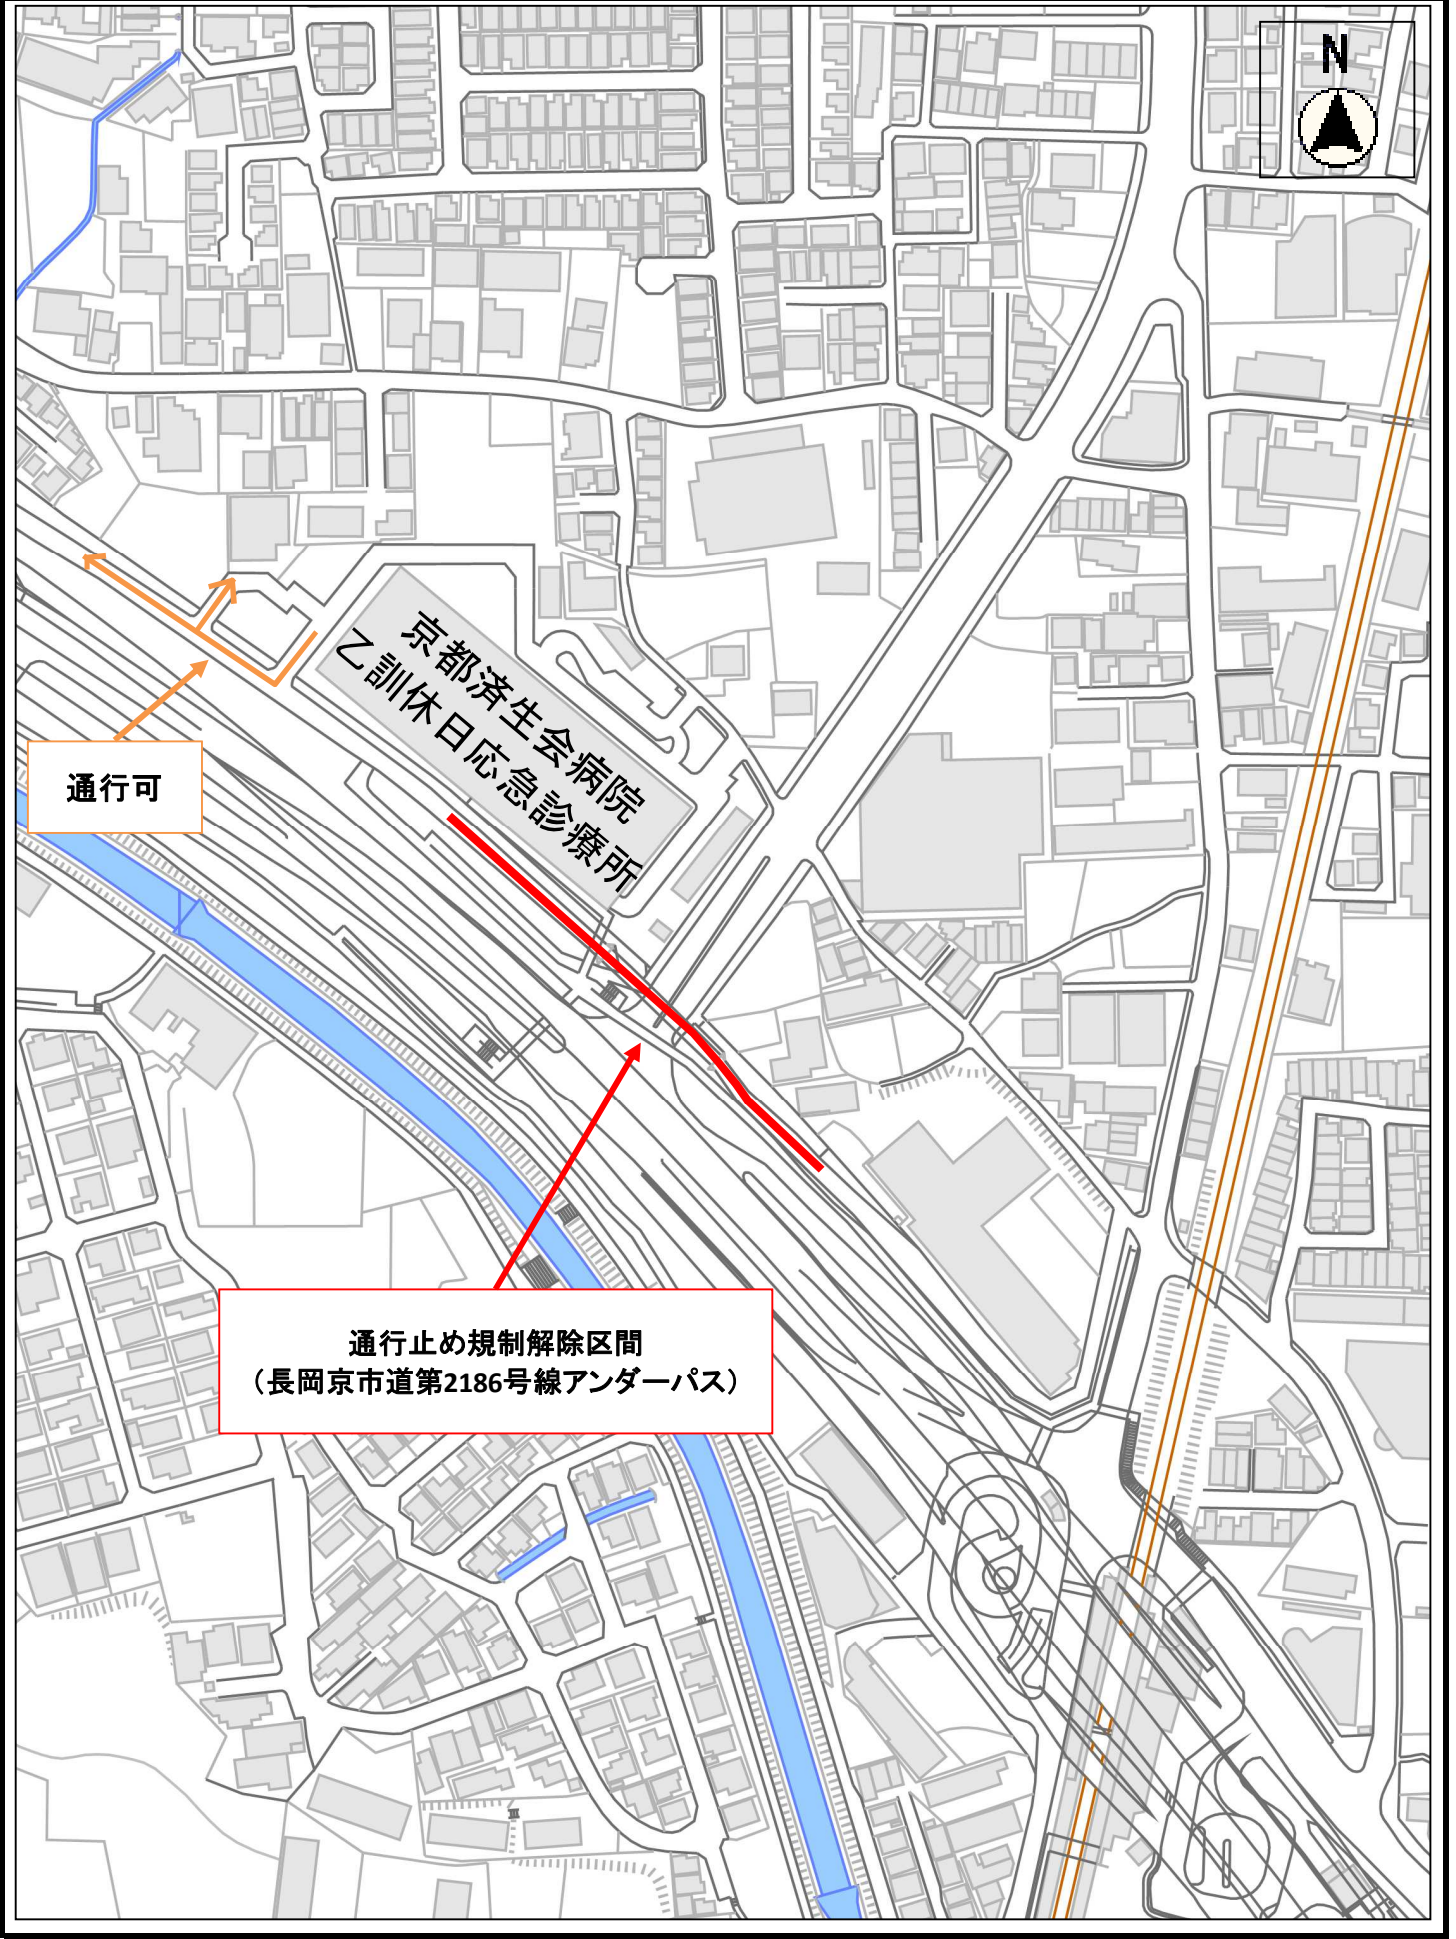 N
京都済生会病院
乙訓休日応急診療所
通行可
通行止め規制解除区間
（長岡京市道第2186号線アンダーパス）